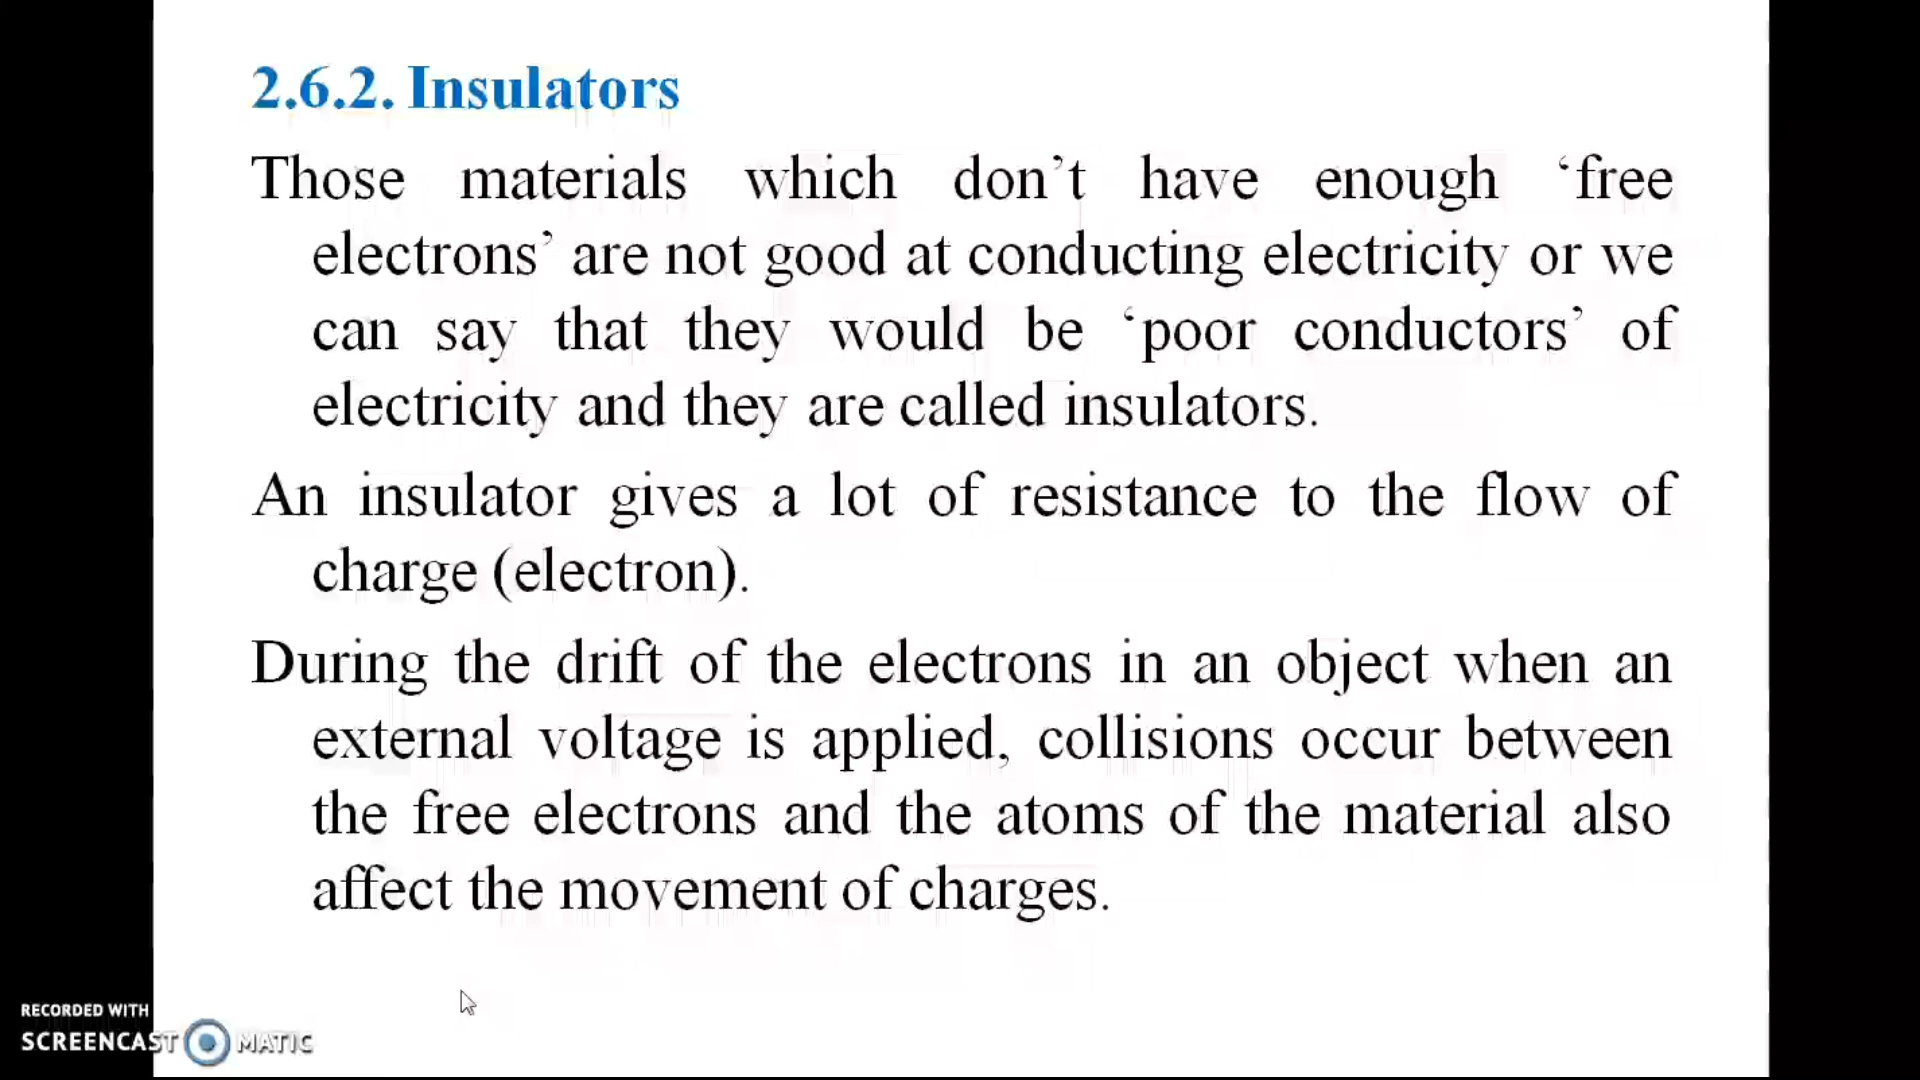 2.6.2. Insulators
Those materials which don’t have enough ‘free
electrons’ are not good at conducting electricity or we
can say that they would be ‘poor conductors’ of
electricity and they are called insulators.
An insulator gives a lot of resistance to the flow of
charge (electron).
During the drift of the electrons in an object when an
external voltage is applied, collisions occur between
the free electrons and the atoms of the material also
affect the movement of charges.
RECORDED WITH
SCREENCAST MATIC